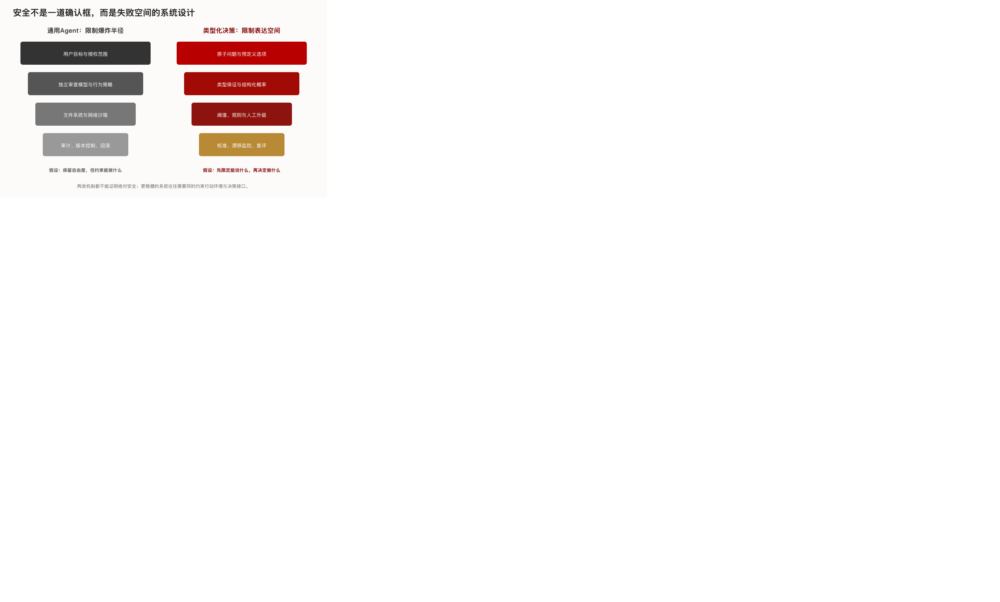 安全不是一道确认框，而是失败空间的系统设计
通用Agent：限制爆炸半径
用户目标与授权范围
独立审查模型与行为策略
文件系统与网络沙箱
审计、版本控制、回滚
假设：保留自由度，但约束能做什么
类型化决策：限制表达空间
原子问题与预定义选项
类型保证与结构化概率
阈值、规则与人工升级
校准、漂移监控、复评
假设：先限定能说什么，再决定做什么
两类机制都不能证明绝对安全；更稳健的系统往往需要同时约束行动环境与决策接口。